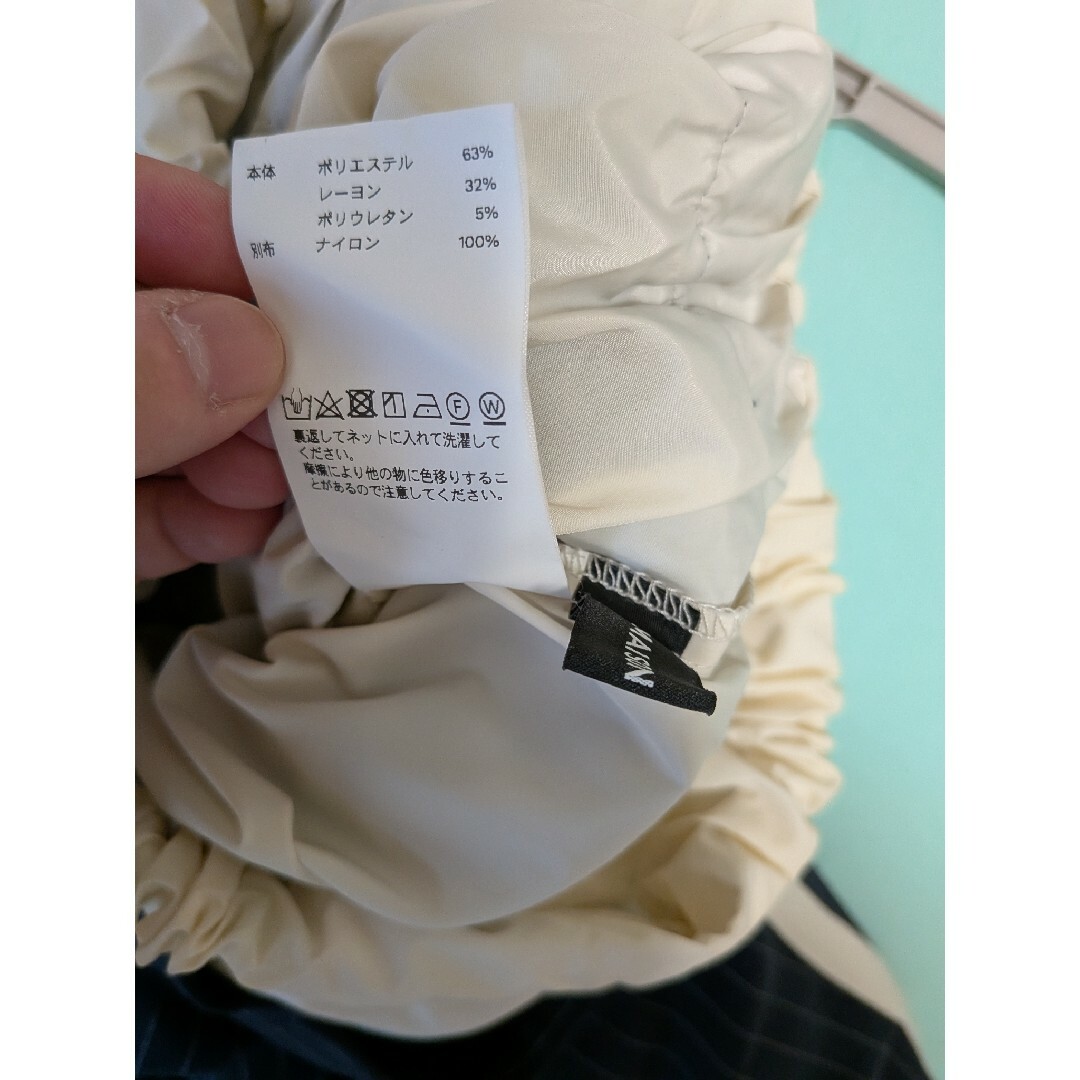 本体 ポリエステル 63%
レーヨン 32%
ポリウレタン 5%
別布 ナイロン 100%
F W
裏返してネットに入れて洗濯して
ください。
摩擦により他の物に色移りするこ
とがあるので注意してください。
MAISON